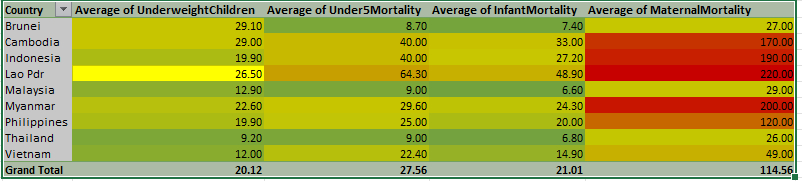 Country Average of UnderweightChildren Average of Under5Mortality Average of InfantMortality Average of MaternalMortality
Brunei 29.10 8.70 7.40 27.00
Cambodia 29.00 40.00 33.00 170.00
Indonesia 19.90 40.00 27.20 190.00
Lao Pdr 26.50 64.30 48.90 220.00
Malaysia 12.90 9.00 6.60 29.00
Myanmar 22.60 29.60 24.30 200.00
Philippines 19.90 25.00 20.00 120.00
Thailand 9.20 9.00 6.80 26.00
Vietnam 12.00 22.40 14.90 49.00
Grand Total 20.12 27.56 21.01 114.56